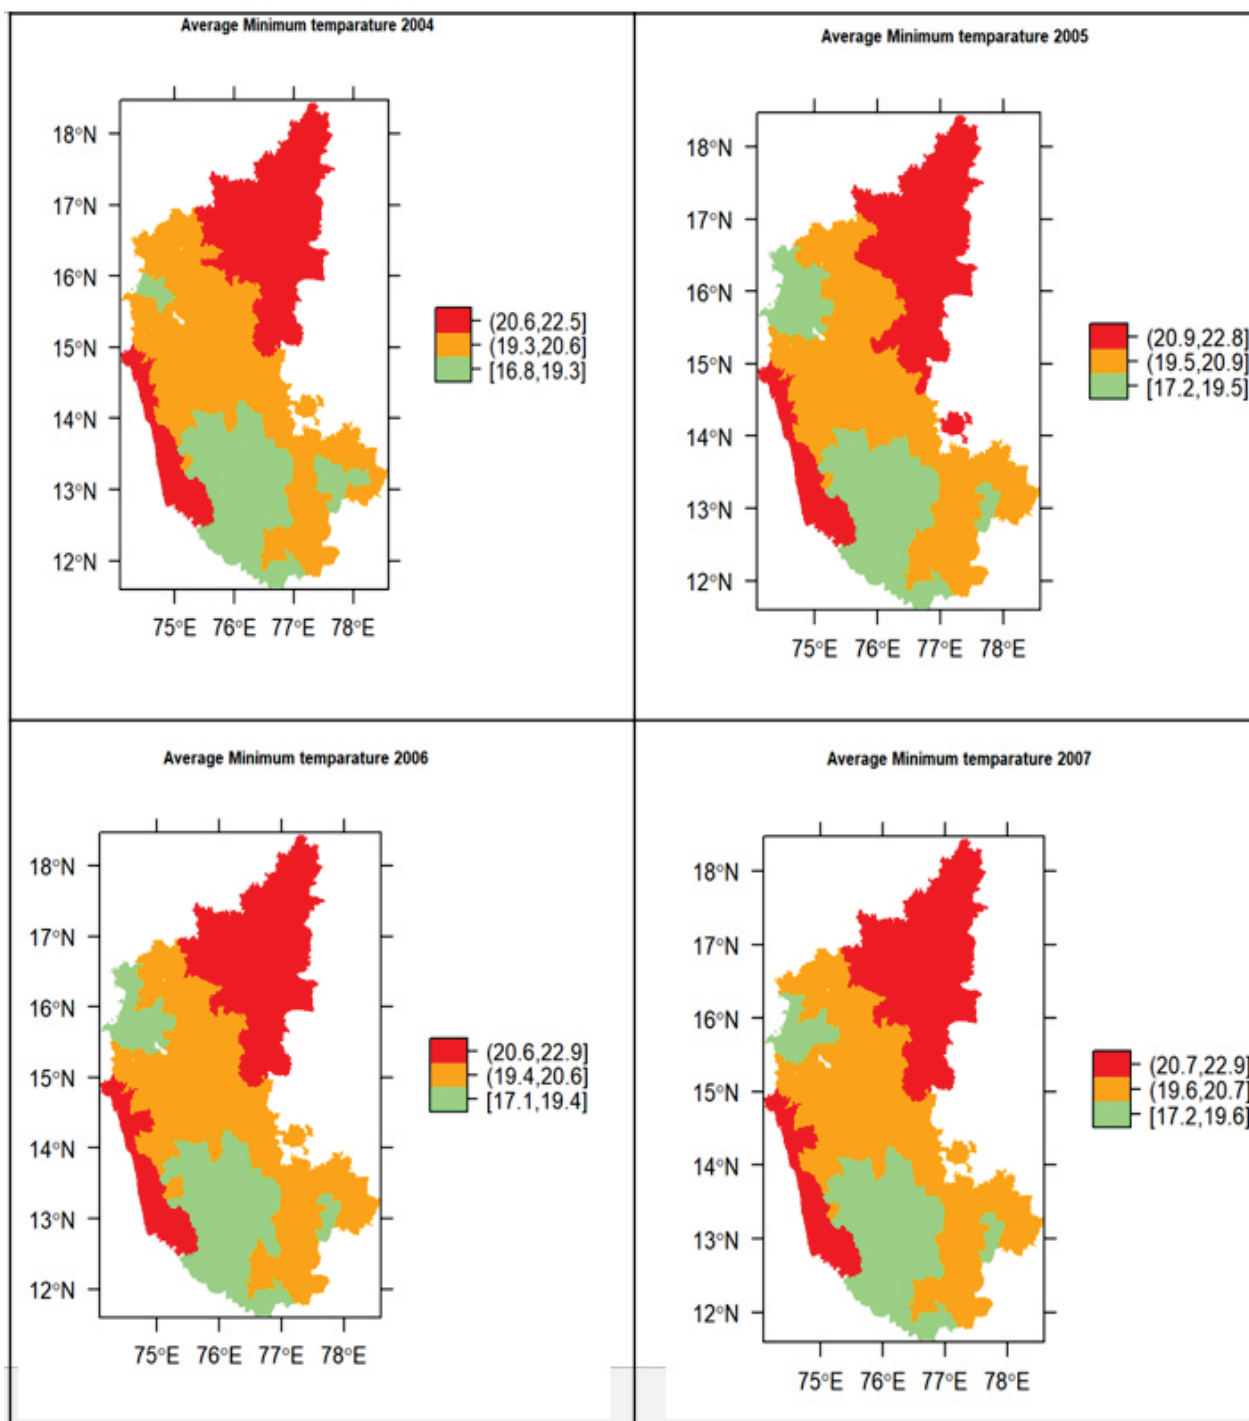 Average Minimum temparature 2004
18°N
17°N
16°N
15°N
14°N
13°N
12°N
75°E 76°E 77°E 78°E
(20.6,22.5]
(19.3,20.6]
[16.8,19.3]
Average Minimum temparature 2005
18°N
17°N
16°N
15°N
14°N
13°N
12°N
75°E 76°E 77°E 78°E
(20.9,22.8]
(19.5,20.9]
[17.2,19.5]
Average Minimum temparature 2006
18°N
17°N
16°N
15°N
14°N
13°N
12°N
75°E 76°E 77°E 78°E
(20.6,22.9]
(19.4,20.6]
[17.1,19.4]
Average Minimum temparature 2007
18°N
17°N
16°N
15°N
14°N
13°N
12°N
75°E 76°E 77°E 78°E
(20.7,22.9]
(19.6,20.7]
[17.2,19.6]